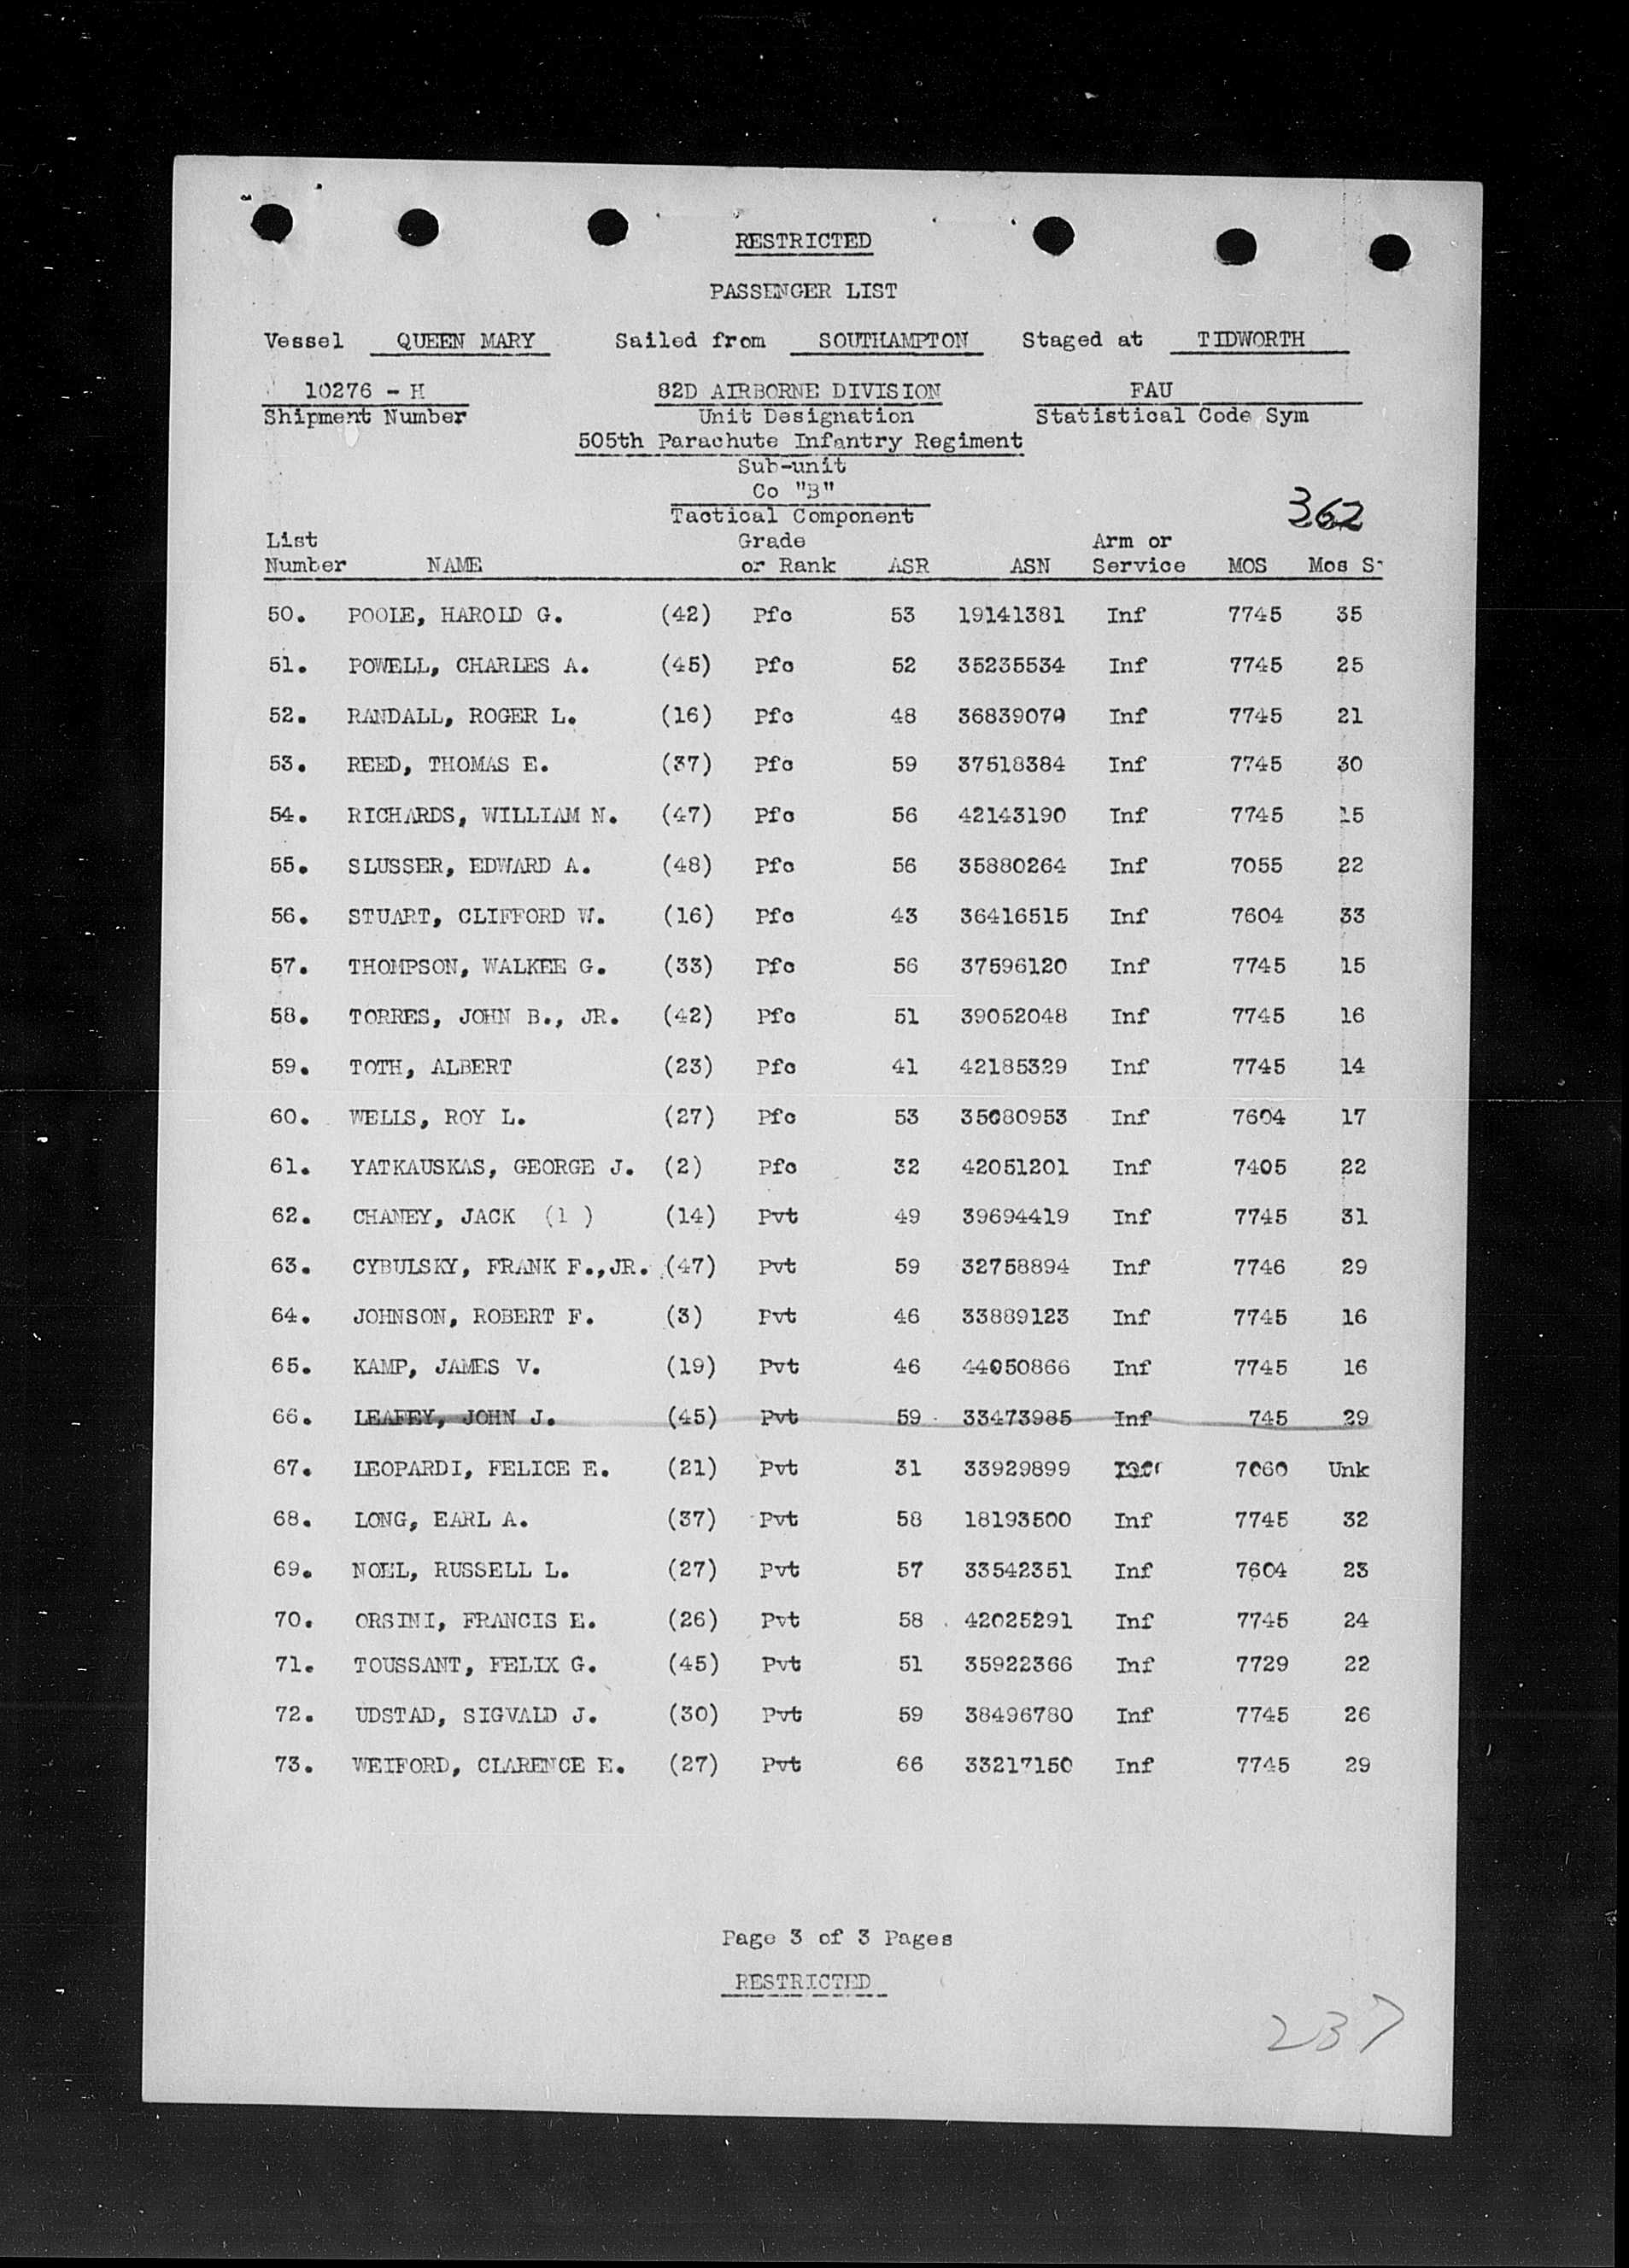 RESTRICTED
PASSENGER LIST
Vessel QUEEN MARY Sailed from SOUTHAMPTON Staged at TIDWORTH
10276 - H 82D AIRBORNE DIVISION FAU
Shipment Number Unit Designation Statistical Code Sym
505th Parachute Infantry Regiment
Sub-unit
Co "B"
Tactical Component
362
List Grade Arm or
Number NAME or Rank ASR ASN Service MOS Mos S
50. POOLE, HAROLD G. (42) Pfc 53 19141381 Inf 7745 35
51. POWELL, CHARLES A. (45) Pfc 52 35235534 Inf 7745 25
52. RANDALL, ROGER L. (16) Pfc 48 36839079 Inf 7745 21
53. REED, THOMAS E. (37) Pfc 59 37518384 Inf 7745 30
54. RICHARDS, WILLIAM N. (47) Pfc 56 42143190 Inf 7745 15
55. SLUSSER, EDWARD A. (48) Pfc 56 35880264 Inf 7055 22
56. STUART, CLIFFORD W. (16) Pfc 43 36416515 Inf 7604 33
57. THOMPSON, WALKEE G. (33) Pfc 56 37596120 Inf 7745 15
58. TORRES, JOHN B., JR. (42) Pfc 51 39052048 Inf 7745 16
59. TOTH, ALBERT (23) Pfc 41 42185329 Inf 7745 14
60. WELLS, ROY L. (27) Pfc 53 35080953 Inf 7604 17
61. YATKAUSKAS, GEORGE J. (2) Pfc 32 42051201 Inf 7405 22
62. CHANEY, JACK (1 ) (14) Pvt 49 39694419 Inf 7745 31
63. CYBULSKY, FRANK F.,JR. (47) Pvt 59 32758894 Inf 7746 29
64. JOHNSON, ROBERT F. (3) Pvt 46 33889123 Inf 7745 16
65. KAMP, JAMES V. (19) Pvt 46 44050866 Inf 7745 16
66. LEAFEY, JOHN J. (45) Pvt 59 33473985 Inf 745 29
67. LEOPARDI, FELICE E. (21) Pvt 31 33929899 7060 Unk
68. LONG, EARL A. (37) Pvt 58 18193500 Inf 7745 32
69. NOEL, RUSSELL L. (27) Pvt 57 33542351 Inf 7604 23
70. ORSINI, FRANCIS E. (26) Pvt 58 42025291 Inf 7745 24
71. TOUSSANT, FELIX G. (45) Pvt 51 35922366 Inf 7729 22
72. UDSTAD, SIGVALD J. (30) Pvt 59 38496780 Inf 7745 26
73. WEIFORD, CLARENCE E. (27) Pvt 66 33217150 Inf 7745 29
Page 3 of 3 Pages
RESTRICTED
237